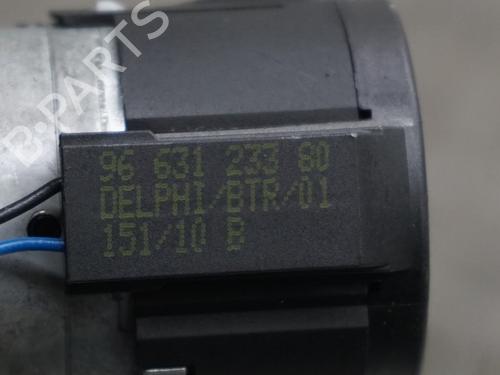 B-PARTS
96 631 233 80
DELPHI/BTR/01
151/10 B